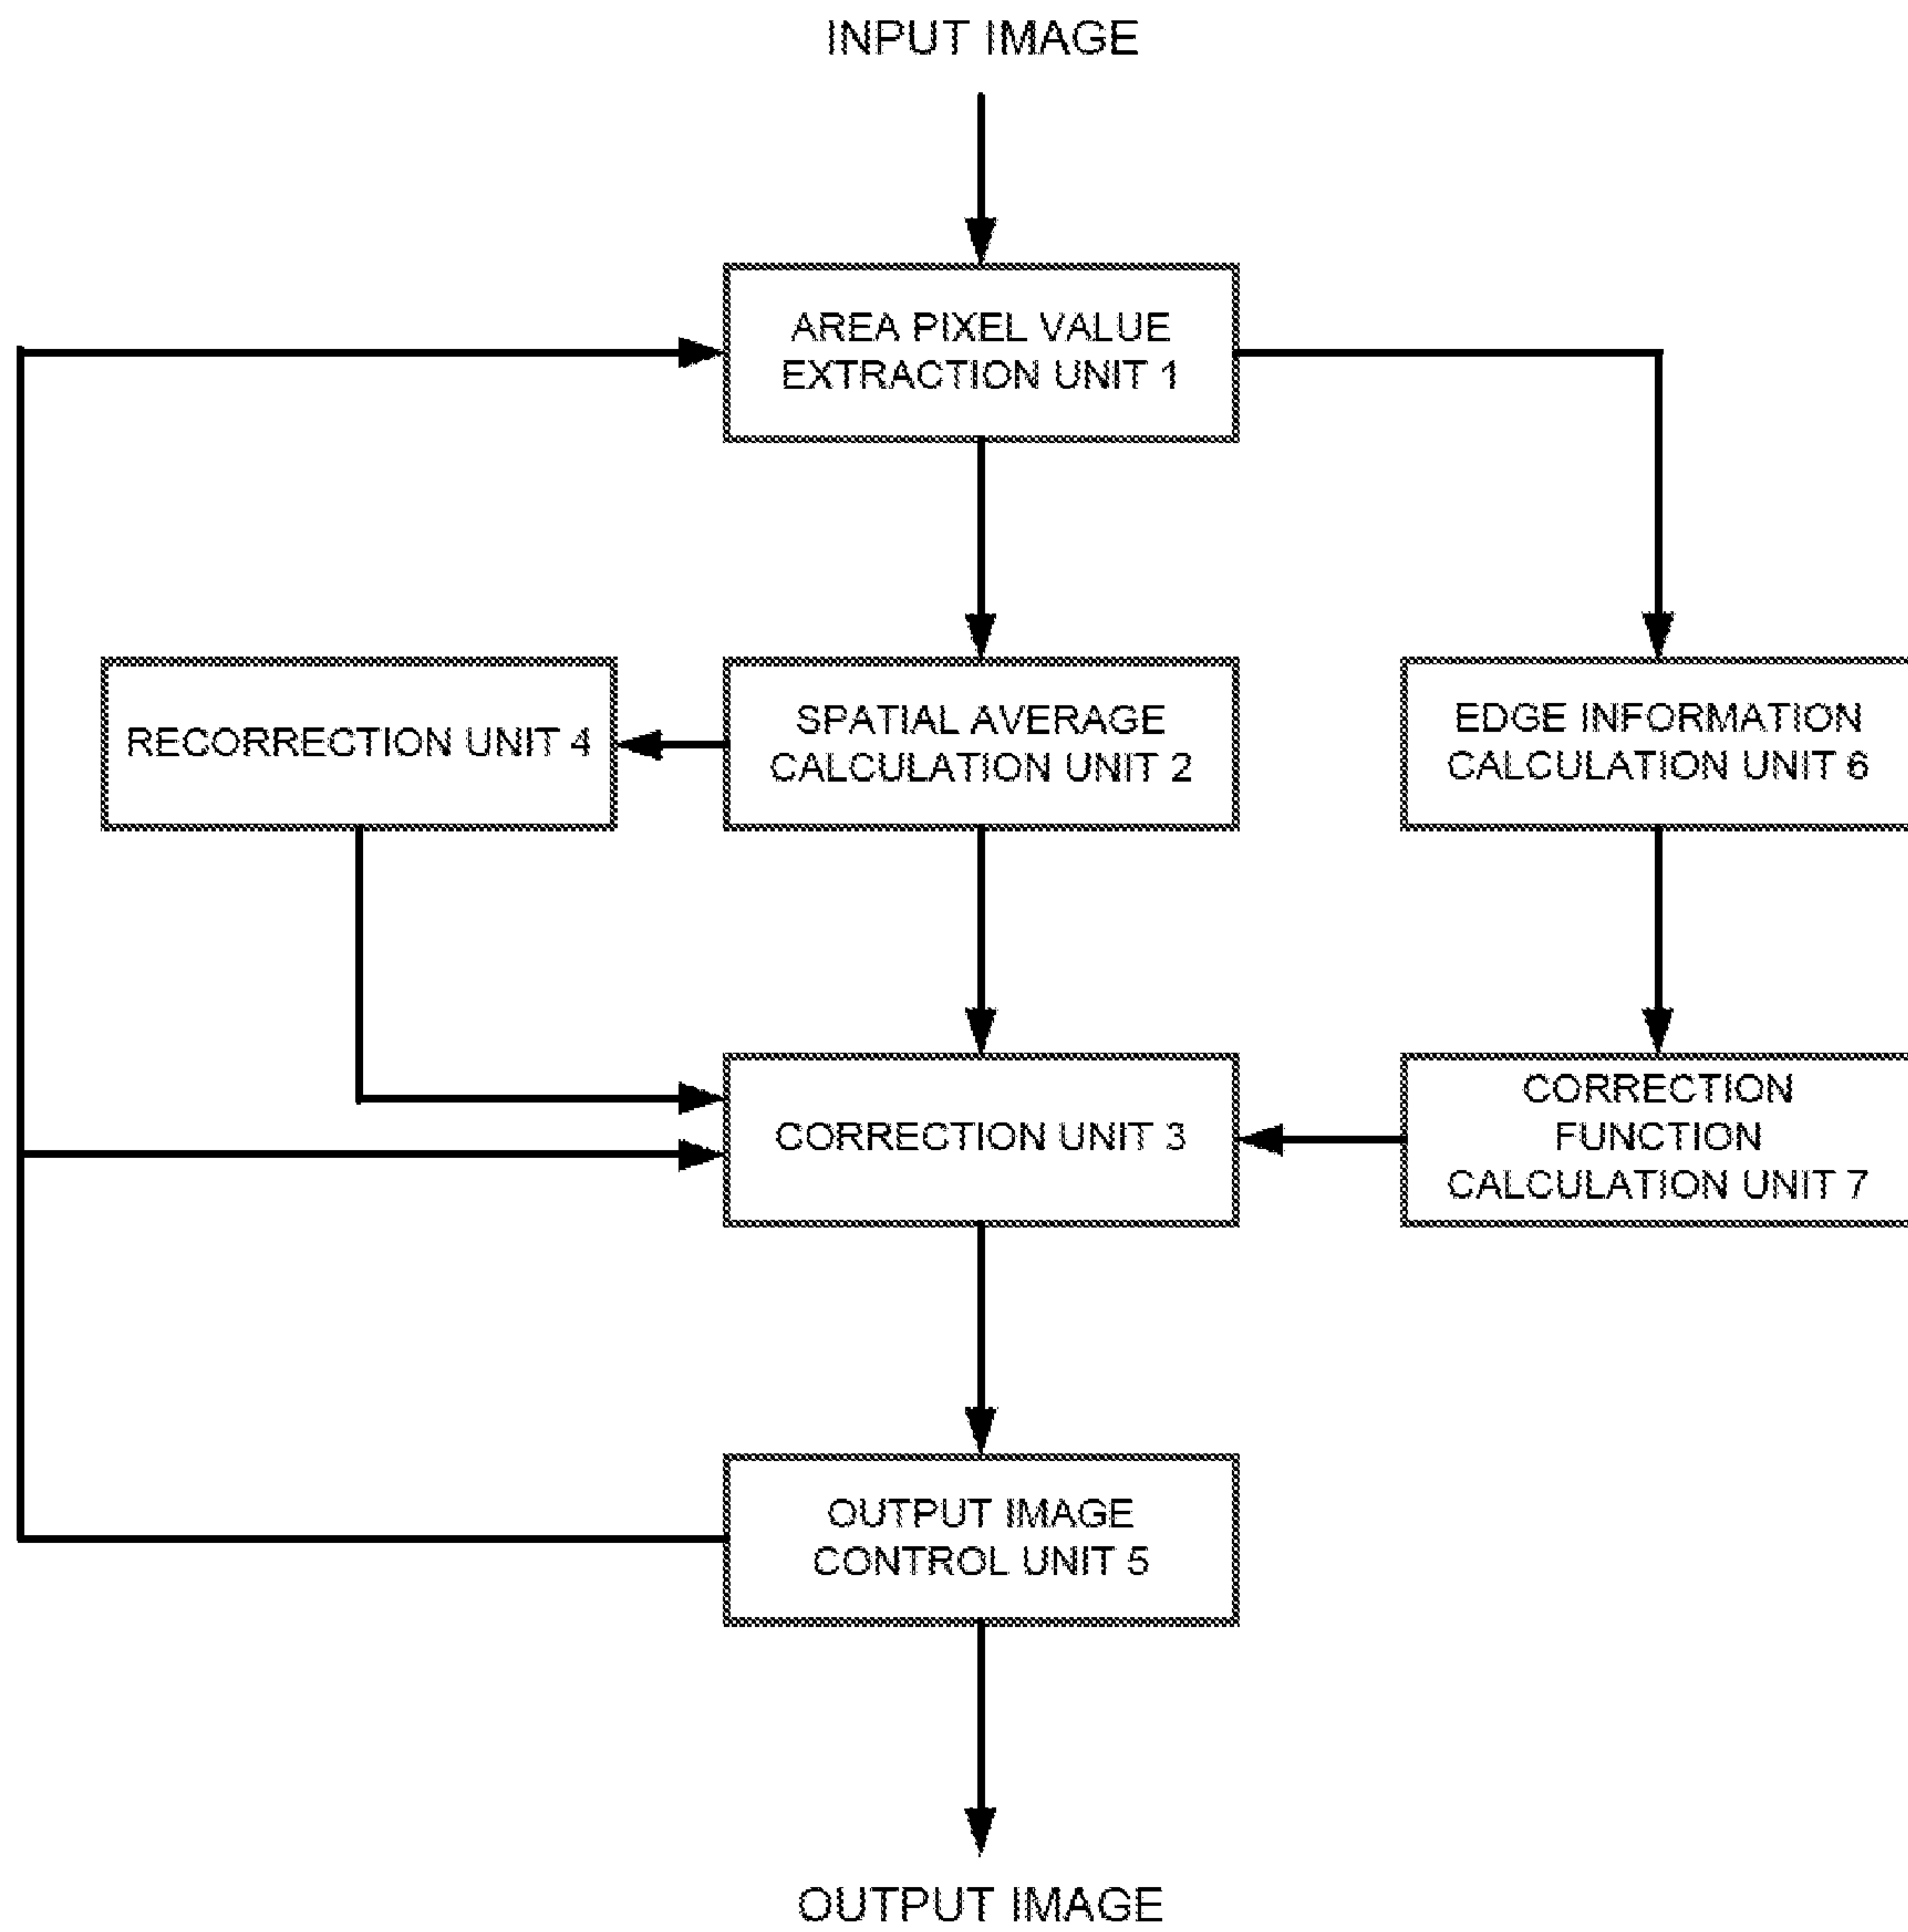 INPUT IMAGE
AREA PIXEL VALUE
EXTRACTION UNIT 1
RECORRECTION UNIT 4
SPATIAL AVERAGE
CALCULATION UNIT 2
EDGE INFORMATION
CALCULATION UNIT 6
CORRECTION UNIT 3
CORRECTION
FUNCTION
CALCULATION UNIT 7
OUTPUT IMAGE
CONTROL UNIT 5
OUTPUT IMAGE